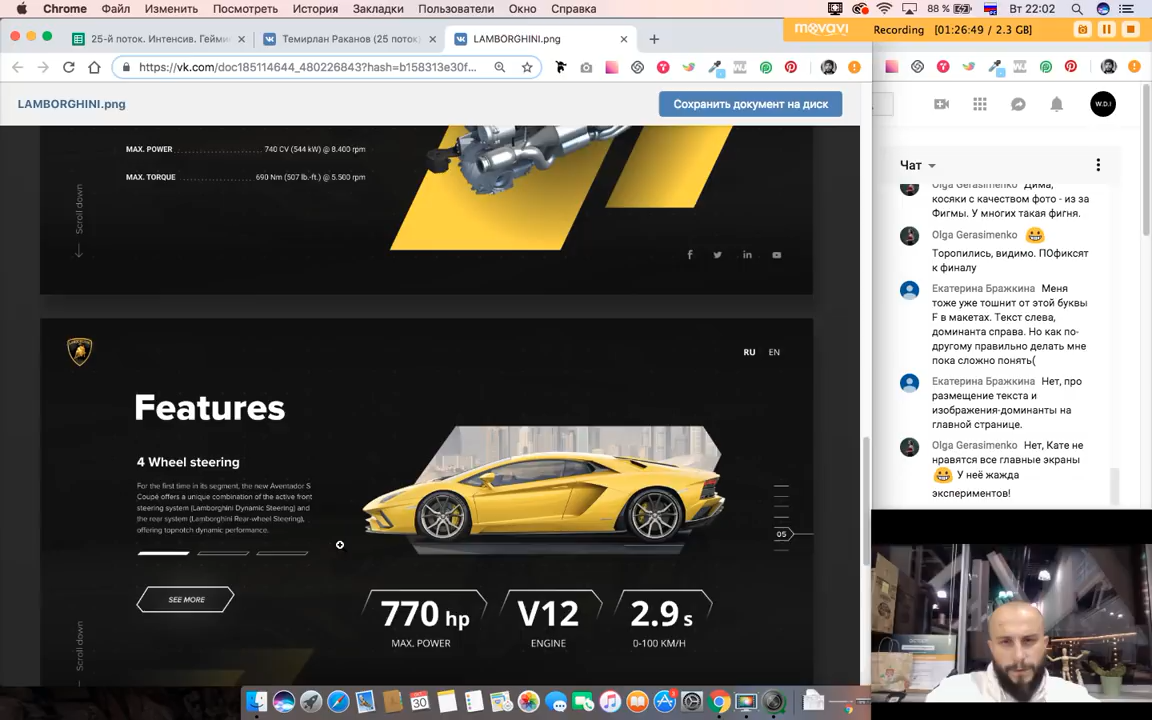 Chrome Файл Изменить Посмотреть История Закладки Пользователи Окно Справка 88 % Вт 22:02
movavi Recording [01:26:49 / 2.3 GB]
25-й поток. Интенсив. Гейми
Темирлан Раканов (25 поток)
LAMBORGHINI.png
https://vk.com/doc185114644_480226843?hash=b158313e30f...
LAMBORGHINI.png
Сохранить документ на диск
W.D.I
MAX. POWER 740 CV (544 kW) @ 8.400 rpm
MAX. TORQUE 690 Nm (507 lb.-ft.) @ 5.500 rpm
Scroll down
RU EN
Features
4 Wheel steering
For the first time in its segment, the new Aventador S
Coupé offers a unique combination of the active front
steering system (Lamborghini Dynamic Steering) and
the rear system (Lamborghini Rear-wheel Steering),
offering topnotch dynamic performance.
SEE MORE
Scroll down
05
770 hp
MAX. POWER
V12
ENGINE
2.9 s
0-100 KM/H
Чат
Olga Gerasimenko Дима,
косяки с качеством фото - из за
Фигмы. У многих такая фигня.
Olga Gerasimenko
Торопились, видимо. ПОфиксят
к финалу
Екатерина Бражкина Меня
тоже уже тошнит от этой буквы
F в макетах. Текст слева,
доминанта справа. Но как по-
другому правильно делать мне
пока сложно понять(
Екатерина Бражкина Нет, про
размещение текста и
изображения-доминанты на
главной странице.
Olga Gerasimenko Нет, Кате не
нравятся все главные экраны
У неё жажда
экспериментов!
30